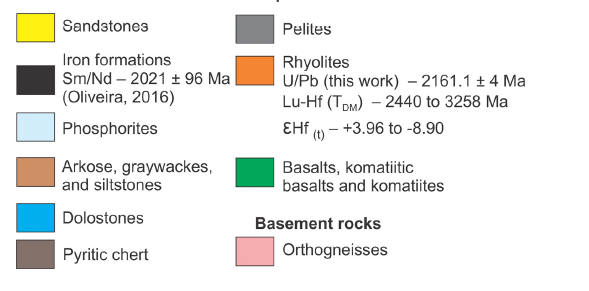 Sandstones
Iron formations
Sm/Nd – 2021 ± 96 Ma
(Oliveira, 2016)
Phosphorites
Arkose, graywackes,
and siltstones
Dolostones
Pyritic chert
Pelites
Rhyolites
U/Pb (this work) – 2161.1 ± 4 Ma
Lu-Hf (TDM) – 2440 to 3258 Ma
ƐHf (t) – +3.96 to -8.90
Basalts, komatiitic
basalts and komatiites
Basement rocks
Orthogneisses